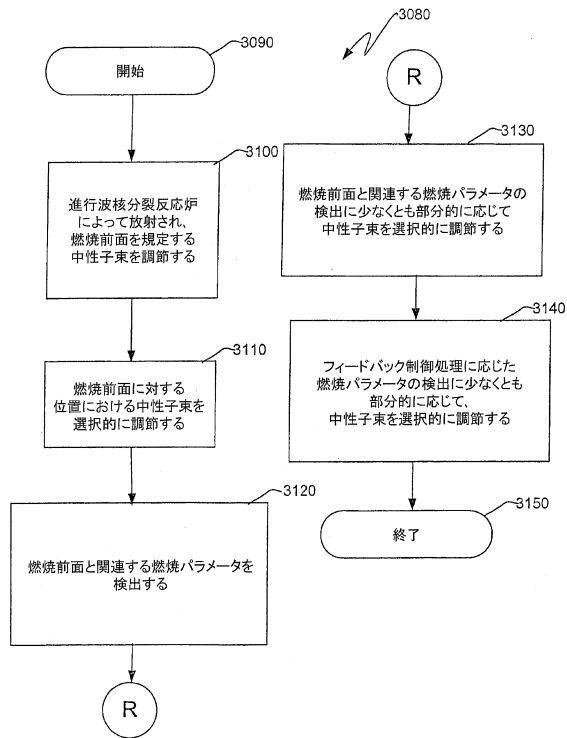 3090
開始
3100
進行波核分裂反応炉
によって放射され、
燃焼前面を規定する
中性子束を調節する
3110
燃焼前面に対する
位置における中性子束を
選択的に調節する
3120
燃焼前面と関連する燃焼パラメータを
検出する
R
3080
R
3130
燃焼前面と関連する燃焼パラメータの
検出に少なくとも部分的に応じて
中性子束を選択的に調節する
3140
フィードバック制御処理に応じた
燃焼パラメータの検出に少なくとも
部分的に応じて、
中性子束を選択的に調節する
3150
終了